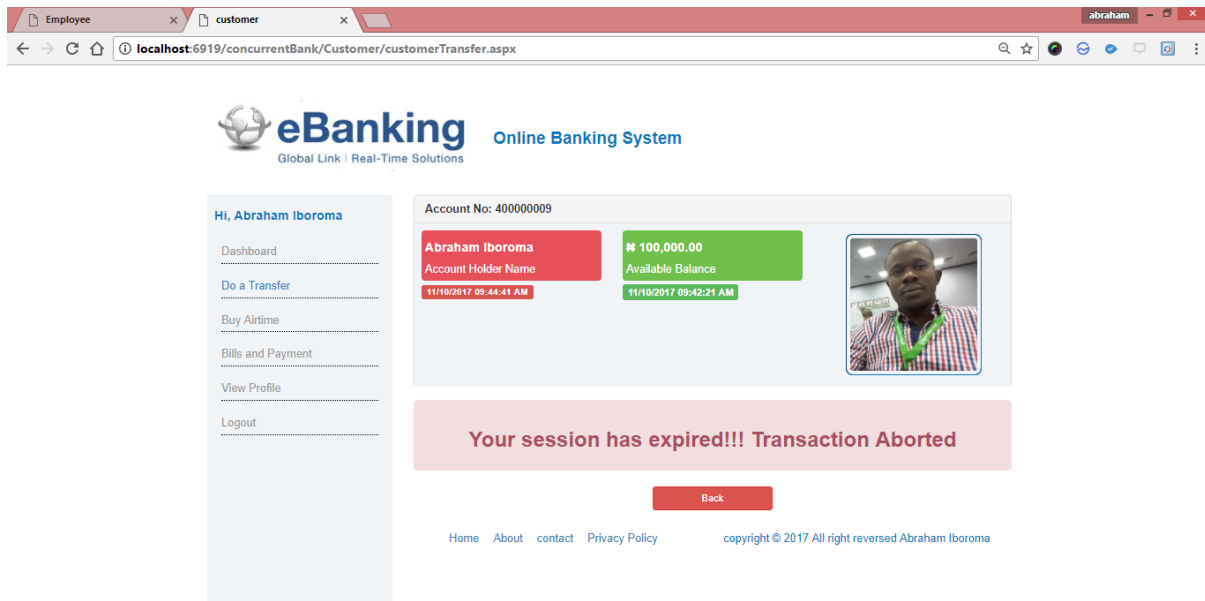 Employee
customer
abraham
localhost:6919/concurrentBank/Customer/customerTransfer.aspx
eBanking
Global Link | Real-Time Solutions
Online Banking System
Hi, Abraham Iboroma
Dashboard
Do a Transfer
Buy Airtime
Bills and Payment
View Profile
Logout
Account No: 400000009
Abraham Iboroma
Account Holder Name
11/10/2017 09:44:41 AM
₦ 100,000.00
Available Balance
11/10/2017 09:42:21 AM
Your session has expired!!! Transaction Aborted
Back
Home About contact Privacy Policy copyright © 2017 All right reversed Abraham Iboroma